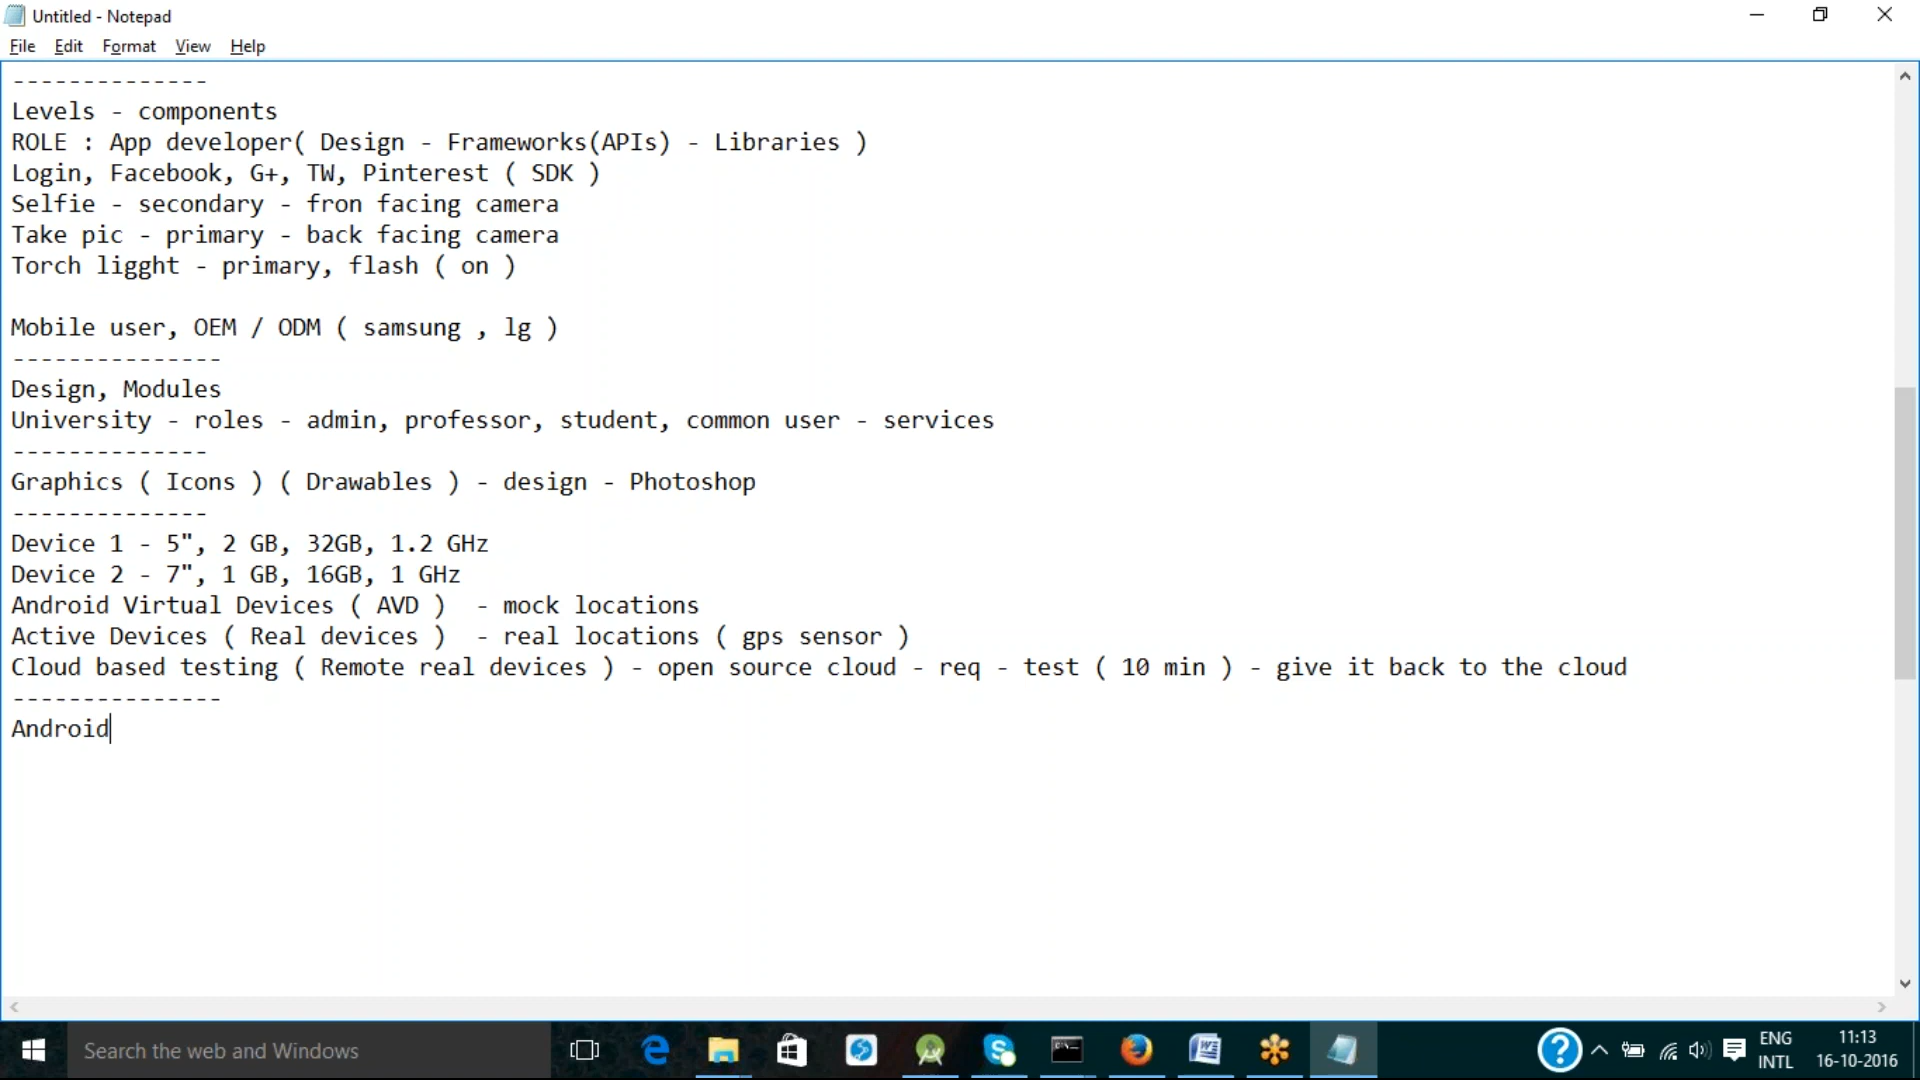 Untitled - Notepad
File Edit Format View Help
--------------
Levels - components
ROLE : App developer( Design - Frameworks(APIs) - Libraries )
Login, Facebook, G+, TW, Pinterest ( SDK )
Selfie - secondary - fron facing camera
Take pic - primary - back facing camera
Torch ligght - primary, flash ( on )
Mobile user, OEM / ODM ( samsung , lg )
---------------
Design, Modules
University - roles - admin, professor, student, common user - services
--------------
Graphics ( Icons ) ( Drawables ) - design - Photoshop
--------------
Device 1 - 5", 2 GB, 32GB, 1.2 GHz
Device 2 - 7", 1 GB, 16GB, 1 GHz
Android Virtual Devices ( AVD )  - mock locations
Active Devices ( Real devices )  - real locations ( gps sensor )
Cloud based testing ( Remote real devices ) - open source cloud - req - test ( 10 min ) - give it back to the cloud
---------------
Android
Search the web and Windows
ENG
INTL
11:13
16-10-2016